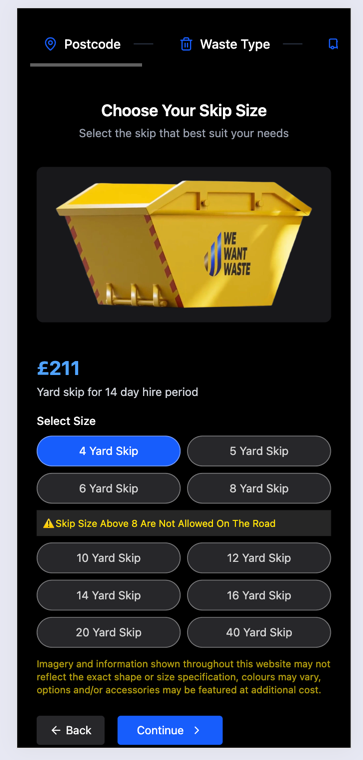 Postcode
Waste Type
Choose Your Skip Size
Select the skip that best suit your needs
WE
WANT
WASTE
£211
Yard skip for 14 day hire period
Select Size
4 Yard Skip
5 Yard Skip
6 Yard Skip
8 Yard Skip
Skip Size Above 8 Are Not Allowed On The Road
10 Yard Skip
12 Yard Skip
14 Yard Skip
16 Yard Skip
20 Yard Skip
40 Yard Skip
Imagery and information shown throughout this website may not
reflect the exact shape or size specification, colours may vary,
options and/or accessories may be featured at additional cost.
Back
Continue